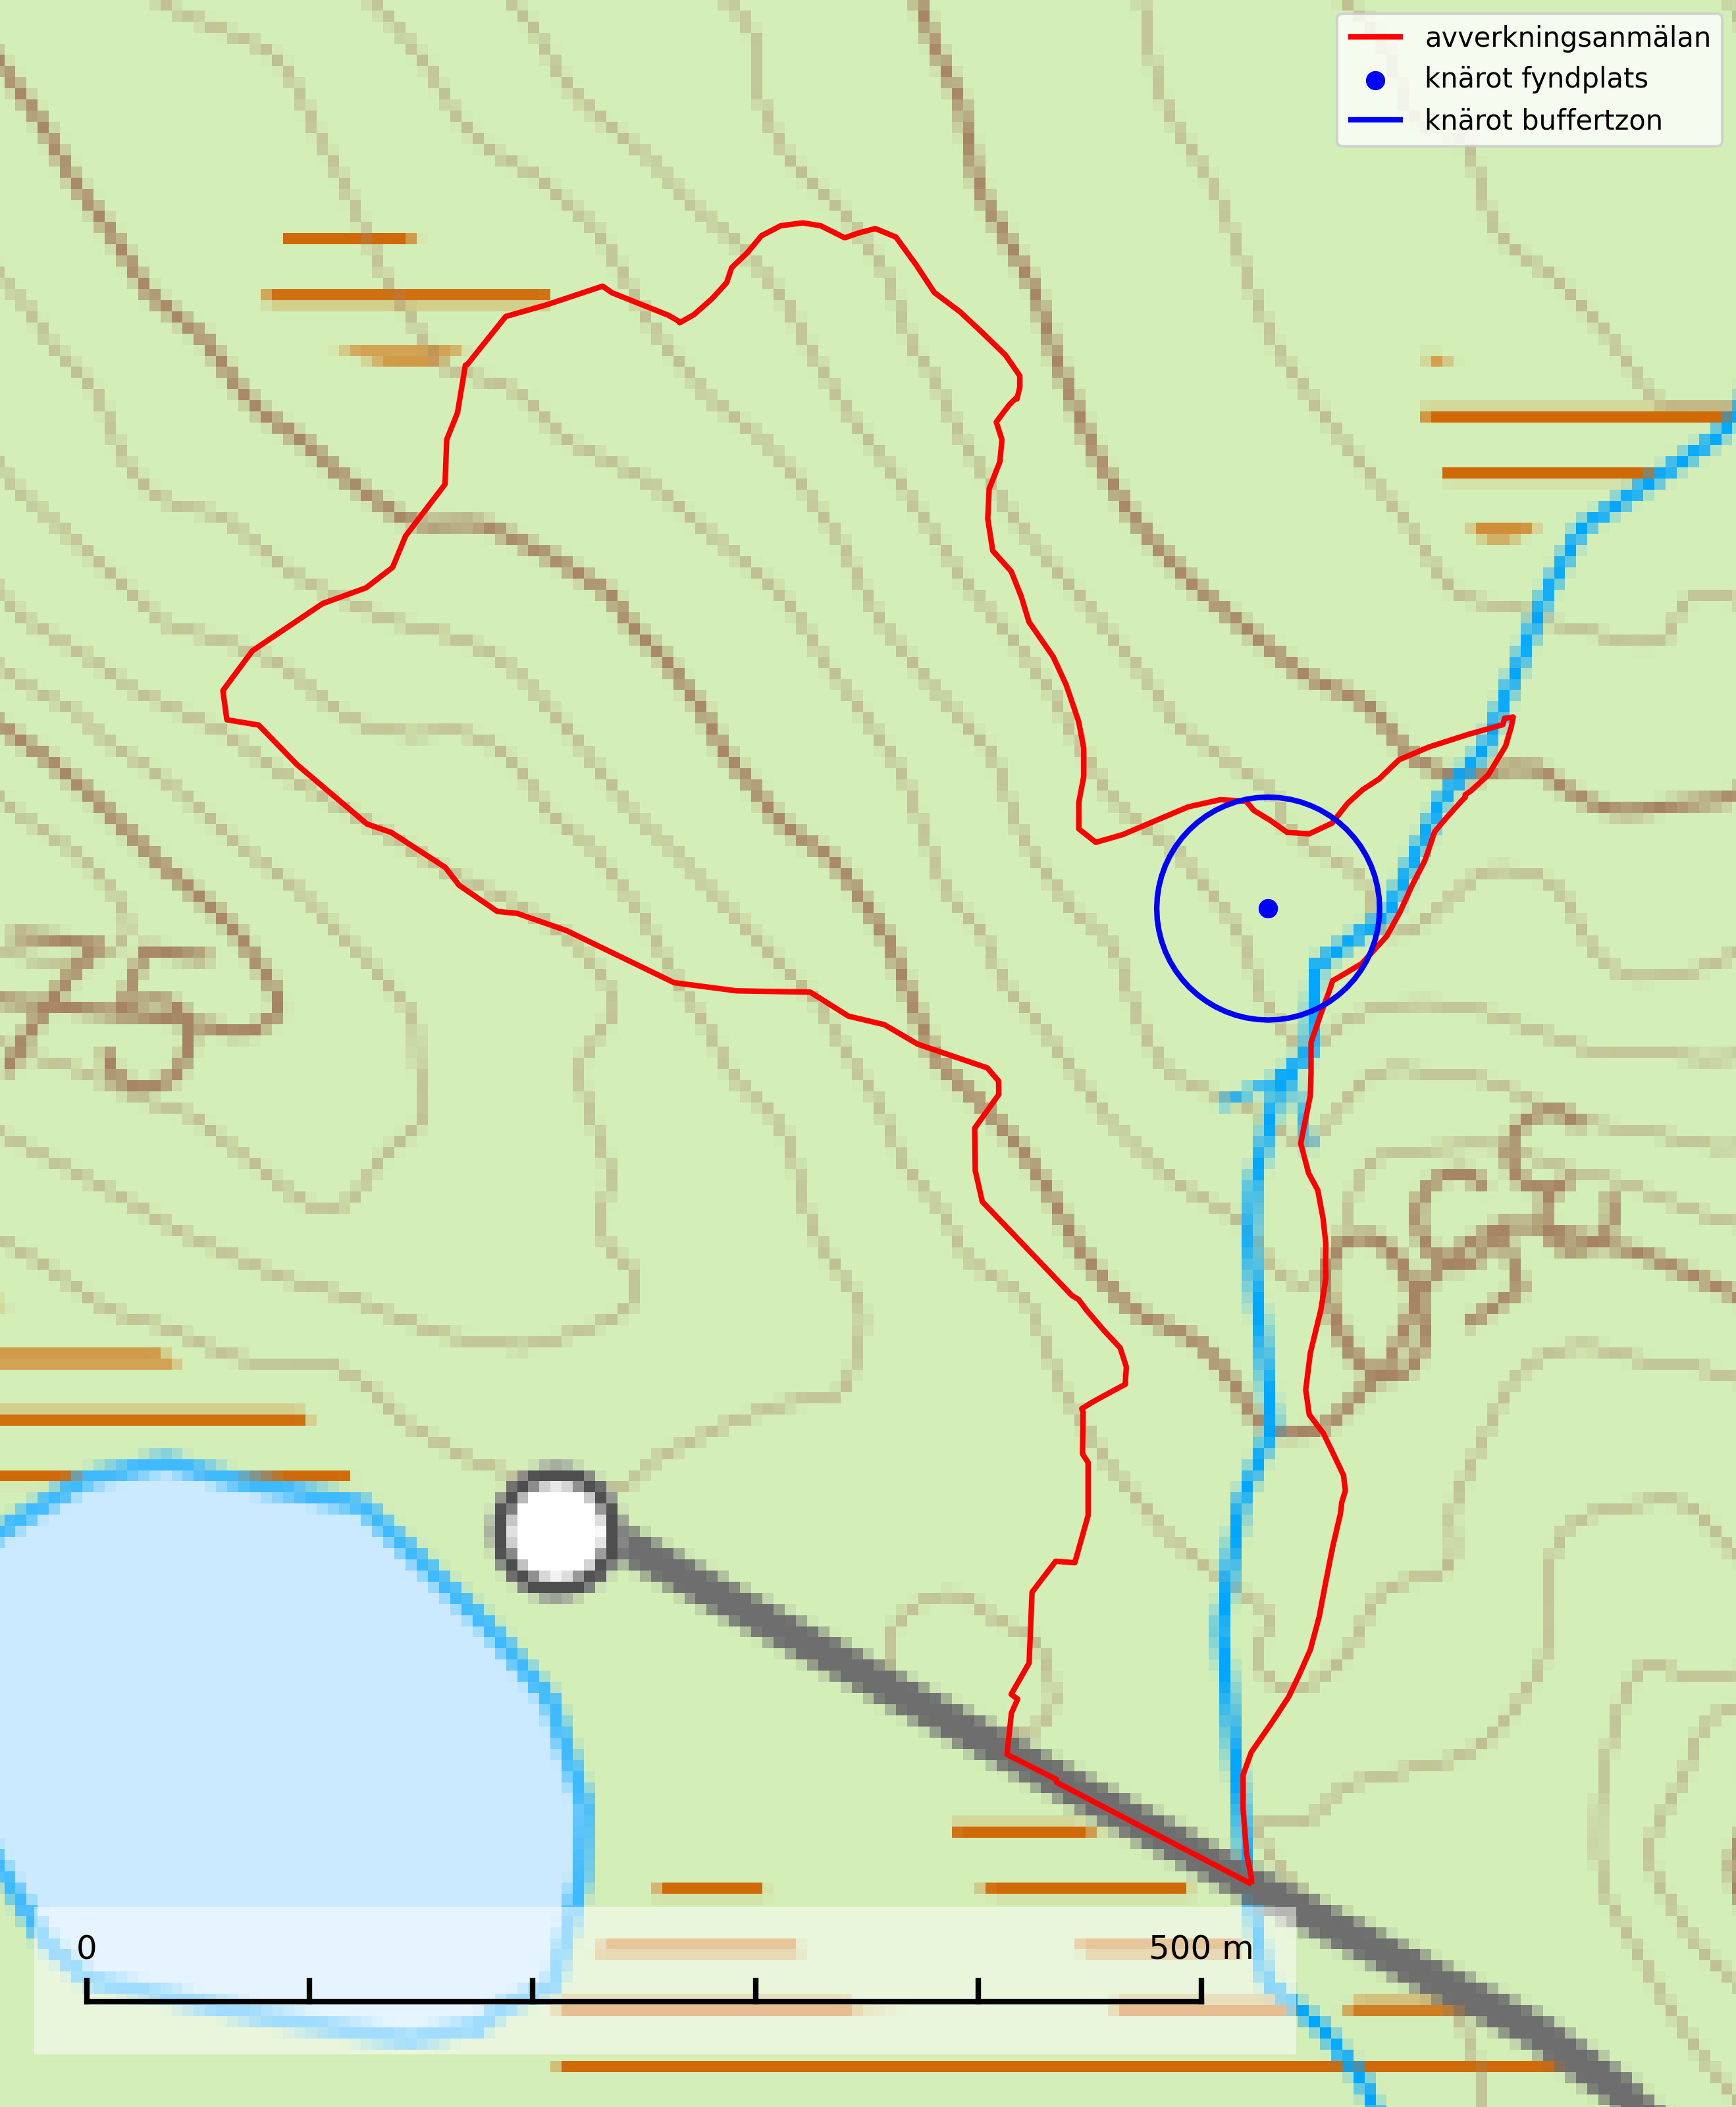 avverkningsanmälan
knärot fyndplats
knärot buffertzon
75
0 500 m